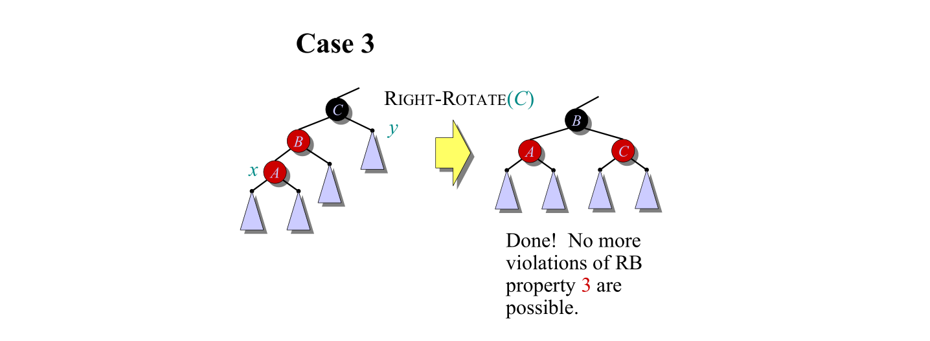 Case 3
RIGHT-ROTATE(C)
C
y
B
x A
B
A C
Done! No more
violations of RB
property 3 are
possible.